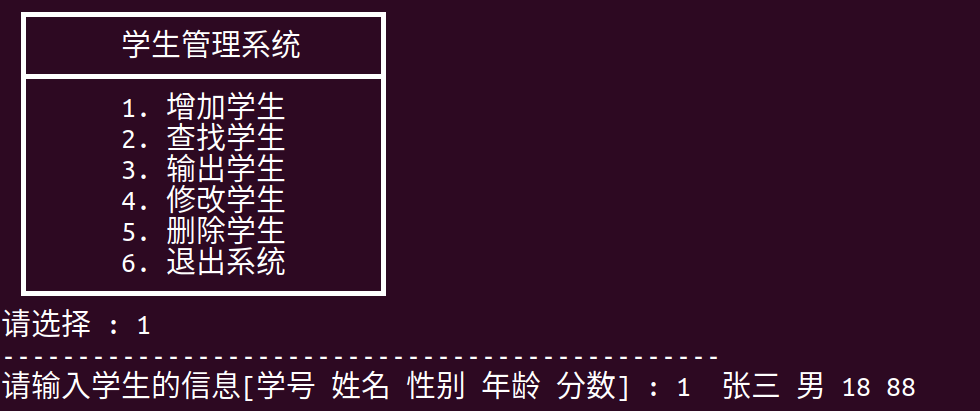 学生管理系统
1. 增加学生
2. 查找学生
3. 输出学生
4. 修改学生
5. 删除学生
6. 退出系统
请选择 : 1
------------------------------------------------
请输入学生的信息[学号 姓名 性别 年龄 分数] : 1  张三 男 18 88